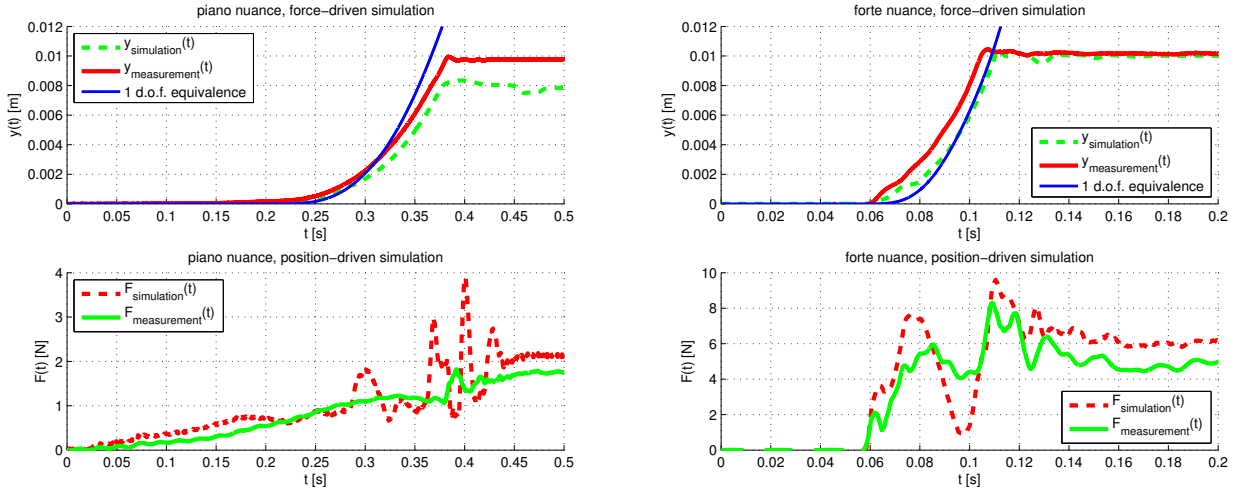 piano nuance, force-driven simulation
0.012
0.01
0.008
0.006
0.004
0.002
0
y(t) [m]
y_simulation(t)
y_measurement(t)
1 d.o.f. equivalence
0 0.05 0.1 0.15 0.2 0.25 0.3 0.35 0.4 0.45 0.5
t [s]
forte nuance, force-driven simulation
0.012
0.01
0.008
0.006
0.004
0.002
0
y(t) [m]
y_simulation(t)
y_measurement(t)
1 d.o.f. equivalence
0 0.02 0.04 0.06 0.08 0.1 0.12 0.14 0.16 0.18 0.2
t [s]
piano nuance, position-driven simulation
4
3
2
1
0
F(t) [N]
F_simulation(t)
F_measurement(t)
0 0.05 0.1 0.15 0.2 0.25 0.3 0.35 0.4 0.45 0.5
t [s]
forte nuance, position-driven simulation
10
8
6
4
2
0
F(t) [N]
F_simulation(t)
F_measurement(t)
0 0.02 0.04 0.06 0.08 0.1 0.12 0.14 0.16 0.18 0.2
t [s]